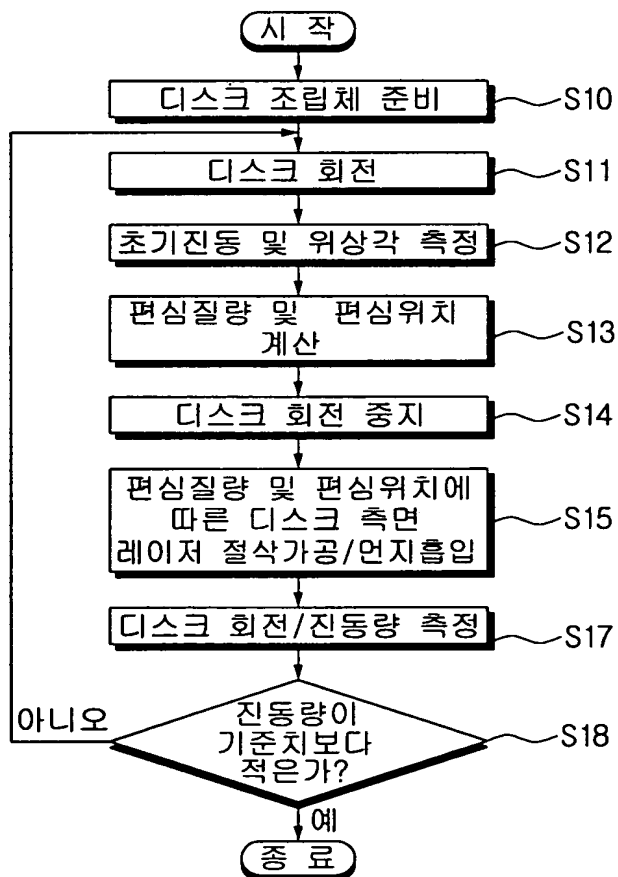 시 작
디스크 조립체 준비
S10
디스크 회전
S11
초기진동 및 위상각 측정
S12
편심질량 및 편심위치
계산
S13
디스크 회전 중지
S14
편심질량 및 편심위치에
따른 디스크 측면
레이저 절삭가공/먼지흡입
S15
디스크 회전/진동량 측정
S17
아니오
진동량이
기준치보다
적은가?
S18
예
종 료